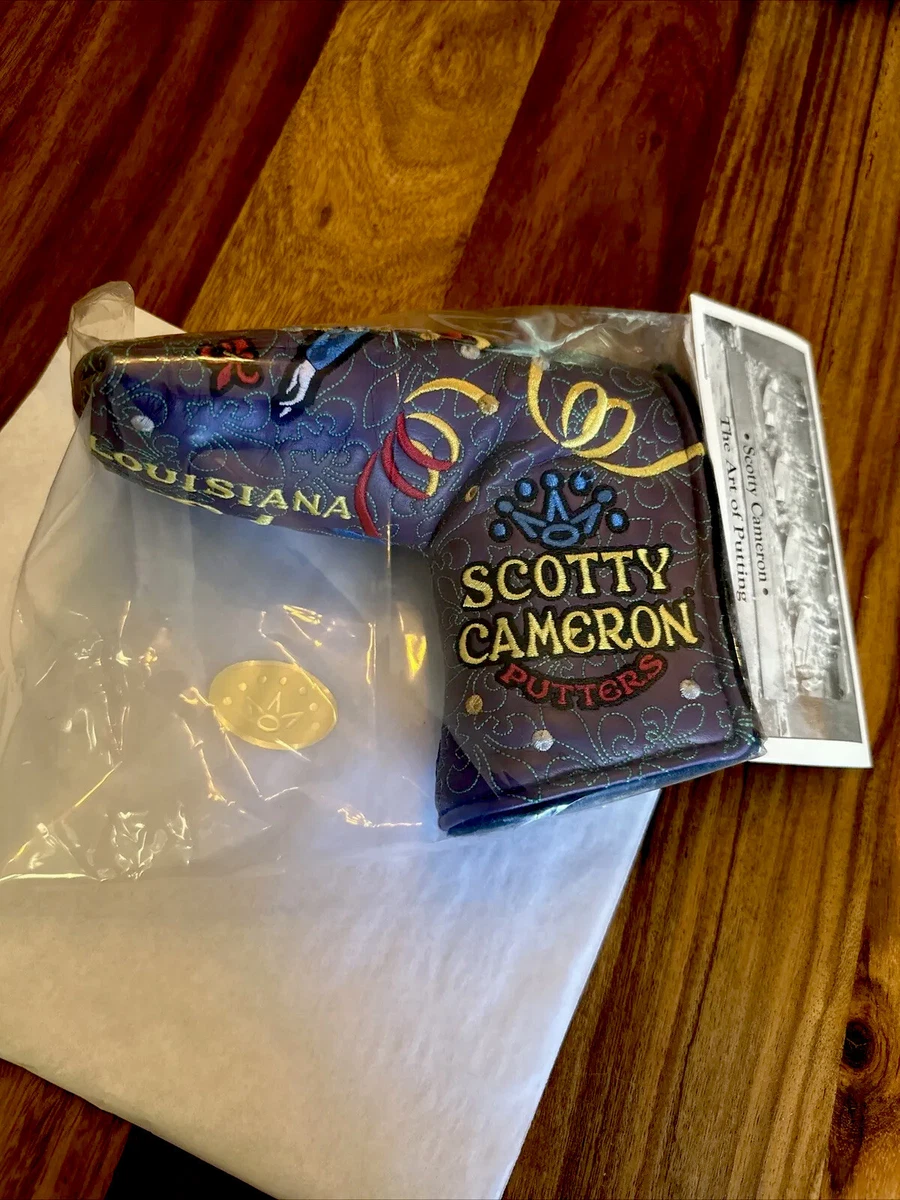 LOUISIANA
SCOTTY
CAMERON
PUTTERS
• Scotty Cameron •
The Art of Putting